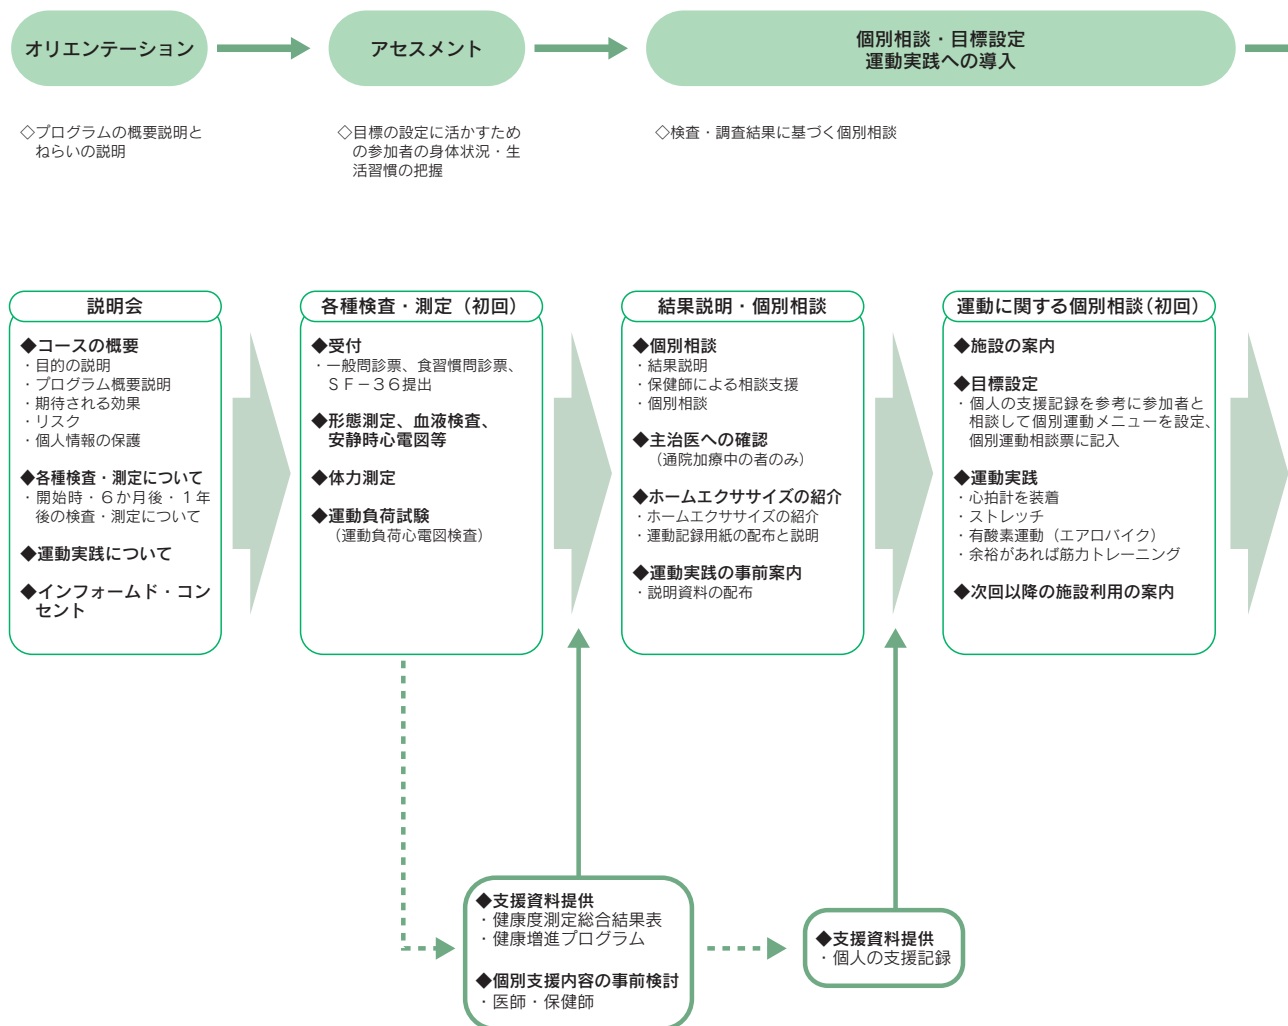 オリエンテーション
アセスメント
個別相談・目標設定
運動実践への導入
◇プログラムの概要説明と
ねらいの説明
◇目標の設定に活かすため
の参加者の身体状況・生
活習慣の把握
◇検査・調査結果に基づく個別相談
説明会
◆コースの概要
・目的の説明
・プログラム概要説明
・期待される効果
・リスク
・個人情報の保護
◆各種検査・測定について
・開始時・６か月後・１年
後の検査・測定について
◆運動実践について
◆インフォームド・コン
セント
各種検査・測定（初回）
◆受付
・一般問診票、食習慣問診票、
ＳＦ−３６提出
◆形態測定、血液検査、
安静時心電図等
◆体力測定
◆運動負荷試験
（運動負荷心電図検査）
結果説明・個別相談
◆個別相談
・結果説明
・保健師による相談支援
・個別相談
◆主治医への確認
（通院加療中の者のみ）
◆ホームエクササイズの紹介
・ホームエクササイズの紹介
・運動記録用紙の配布と説明
◆運動実践の事前案内
・説明資料の配布
運動に関する個別相談（初回）
◆施設の案内
◆目標設定
・個人の支援記録を参考に参加者と
相談して個別運動メニューを設定、
個別運動相談票に記入
◆運動実践
・心拍計を装着
・ストレッチ
・有酸素運動（エアロバイク）
・余裕があれば筋力トレーニング
◆次回以降の施設利用の案内
◆支援資料提供
・健康度測定総合結果表
・健康増進プログラム
◆個別支援内容の事前検討
・医師・保健師
◆支援資料提供
・個人の支援記録